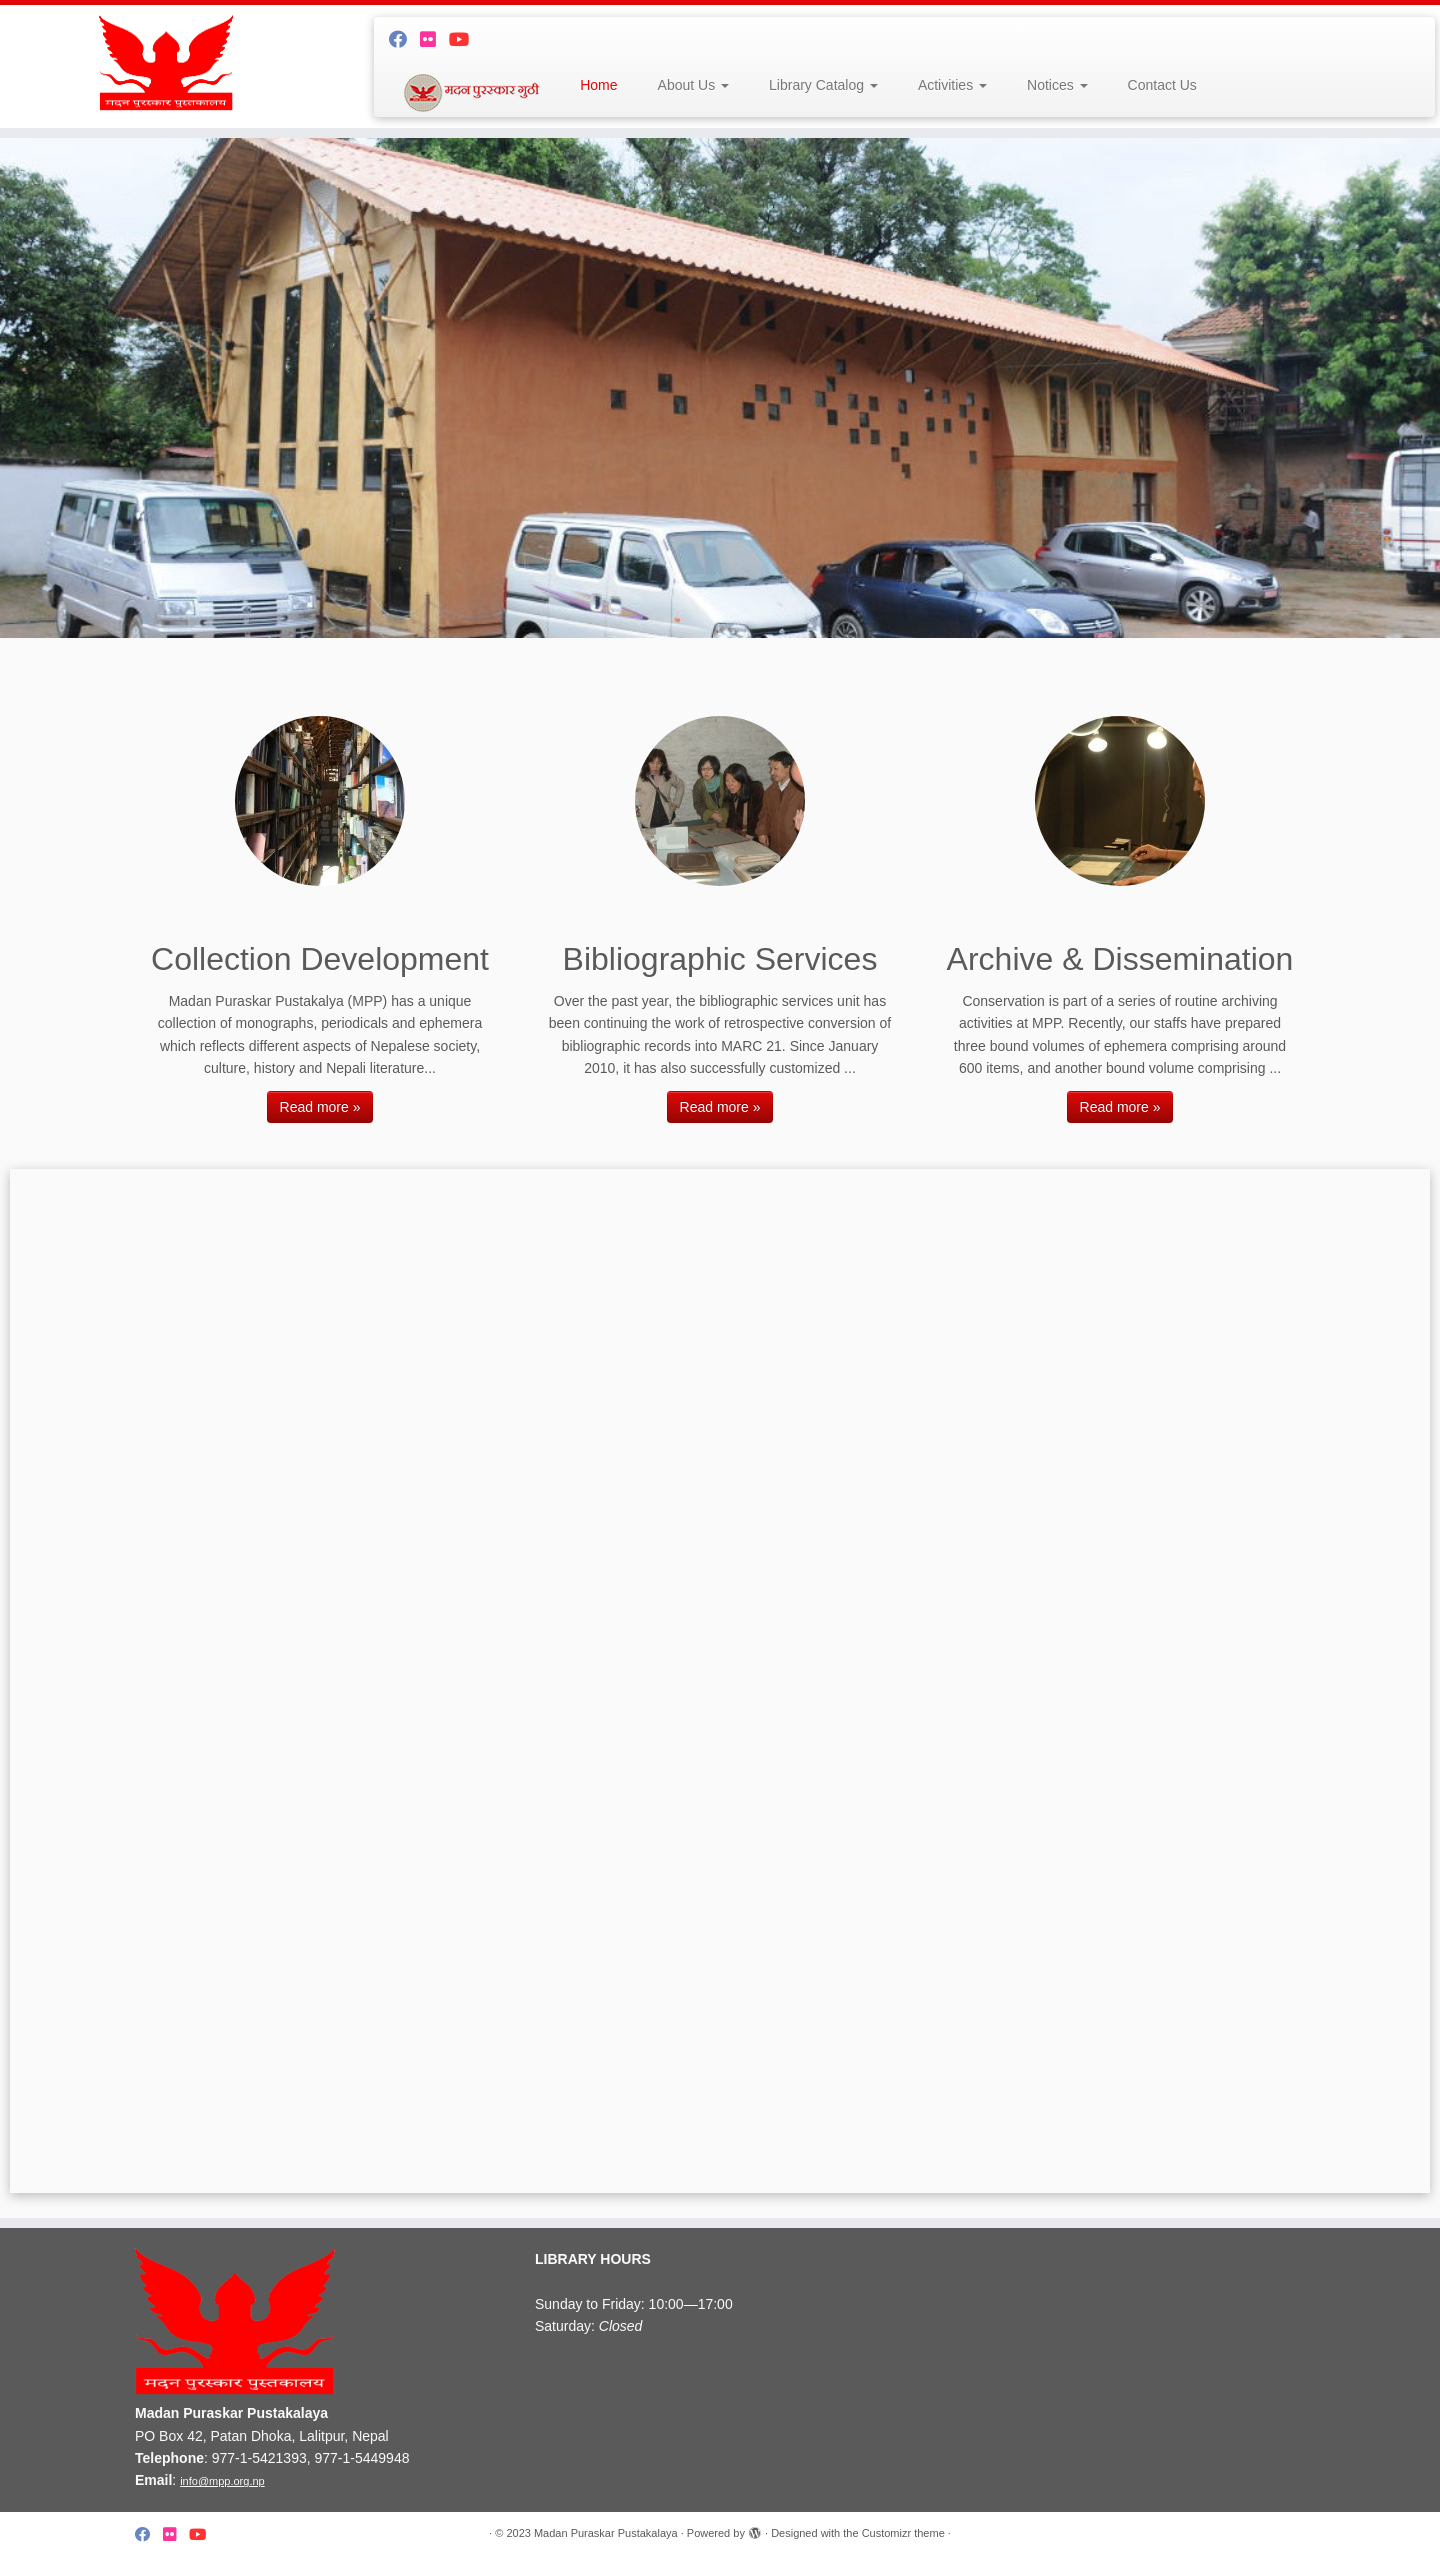 मदन पुरस्कार पुस्तकालय
मदन पुरस्कार गुठी
Home
About Us
Library Catalog
Activities
Notices
Contact Us
Collection Development
Madan Puraskar Pustakalya (MPP) has a unique
collection of monographs, periodicals and ephemera
which reflects different aspects of Nepalese society,
culture, history and Nepali literature...
Read more »
Bibliographic Services
Over the past year, the bibliographic services unit has
been continuing the work of retrospective conversion of
bibliographic records into MARC 21. Since January
2010, it has also successfully customized ...
Read more »
Archive & Dissemination
Conservation is part of a series of routine archiving
activities at MPP. Recently, our staffs have prepared
three bound volumes of ephemera comprising around
600 items, and another bound volume comprising ...
Read more »
मदन पुरस्कार पुस्तकालय
Madan Puraskar Pustakalaya
PO Box 42, Patan Dhoka, Lalitpur, Nepal
Telephone: 977-1-5421393, 977-1-5449948
Email: info@mpp.org.np
LIBRARY HOURS
Sunday to Friday: 10:00—17:00
Saturday: Closed
· © 2023 Madan Puraskar Pustakalaya · Powered by · Designed with the Customizr theme ·